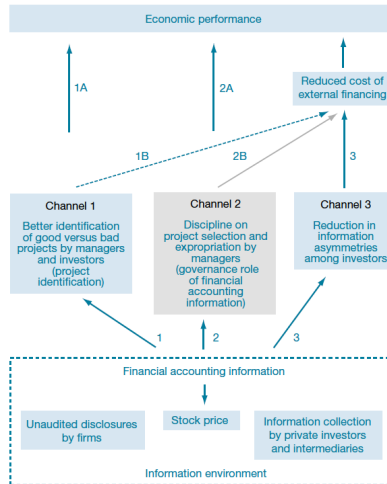 Economic performance
1A
2A
Reduced cost of
external financing
1B
2B
3
Channel 1
Better identification
of good versus bad
projects by managers
and investors
(project
identification)
Channel 2
Discipline on
project selection and
expropriation by
managers
(governance role
of financial
accounting
information)
Channel 3
Reduction in
information
asymmetries
among investors
1
2
3
Financial accounting information
Unaudited disclosures
by firms
Stock price
Information collection
by private investors
and intermediaries
Information environment